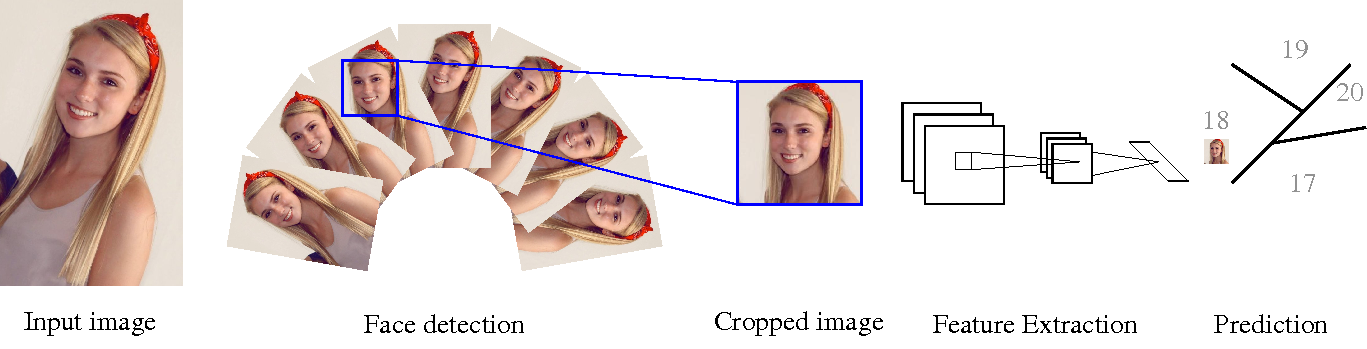 19
20
18
17
Input image
Face detection
Cropped image
Feature Extraction
Prediction